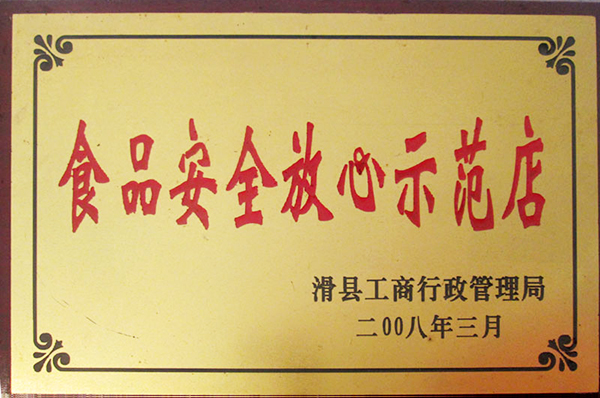 食品安全放心示范店
滑县工商行政管理局
二00八年三月